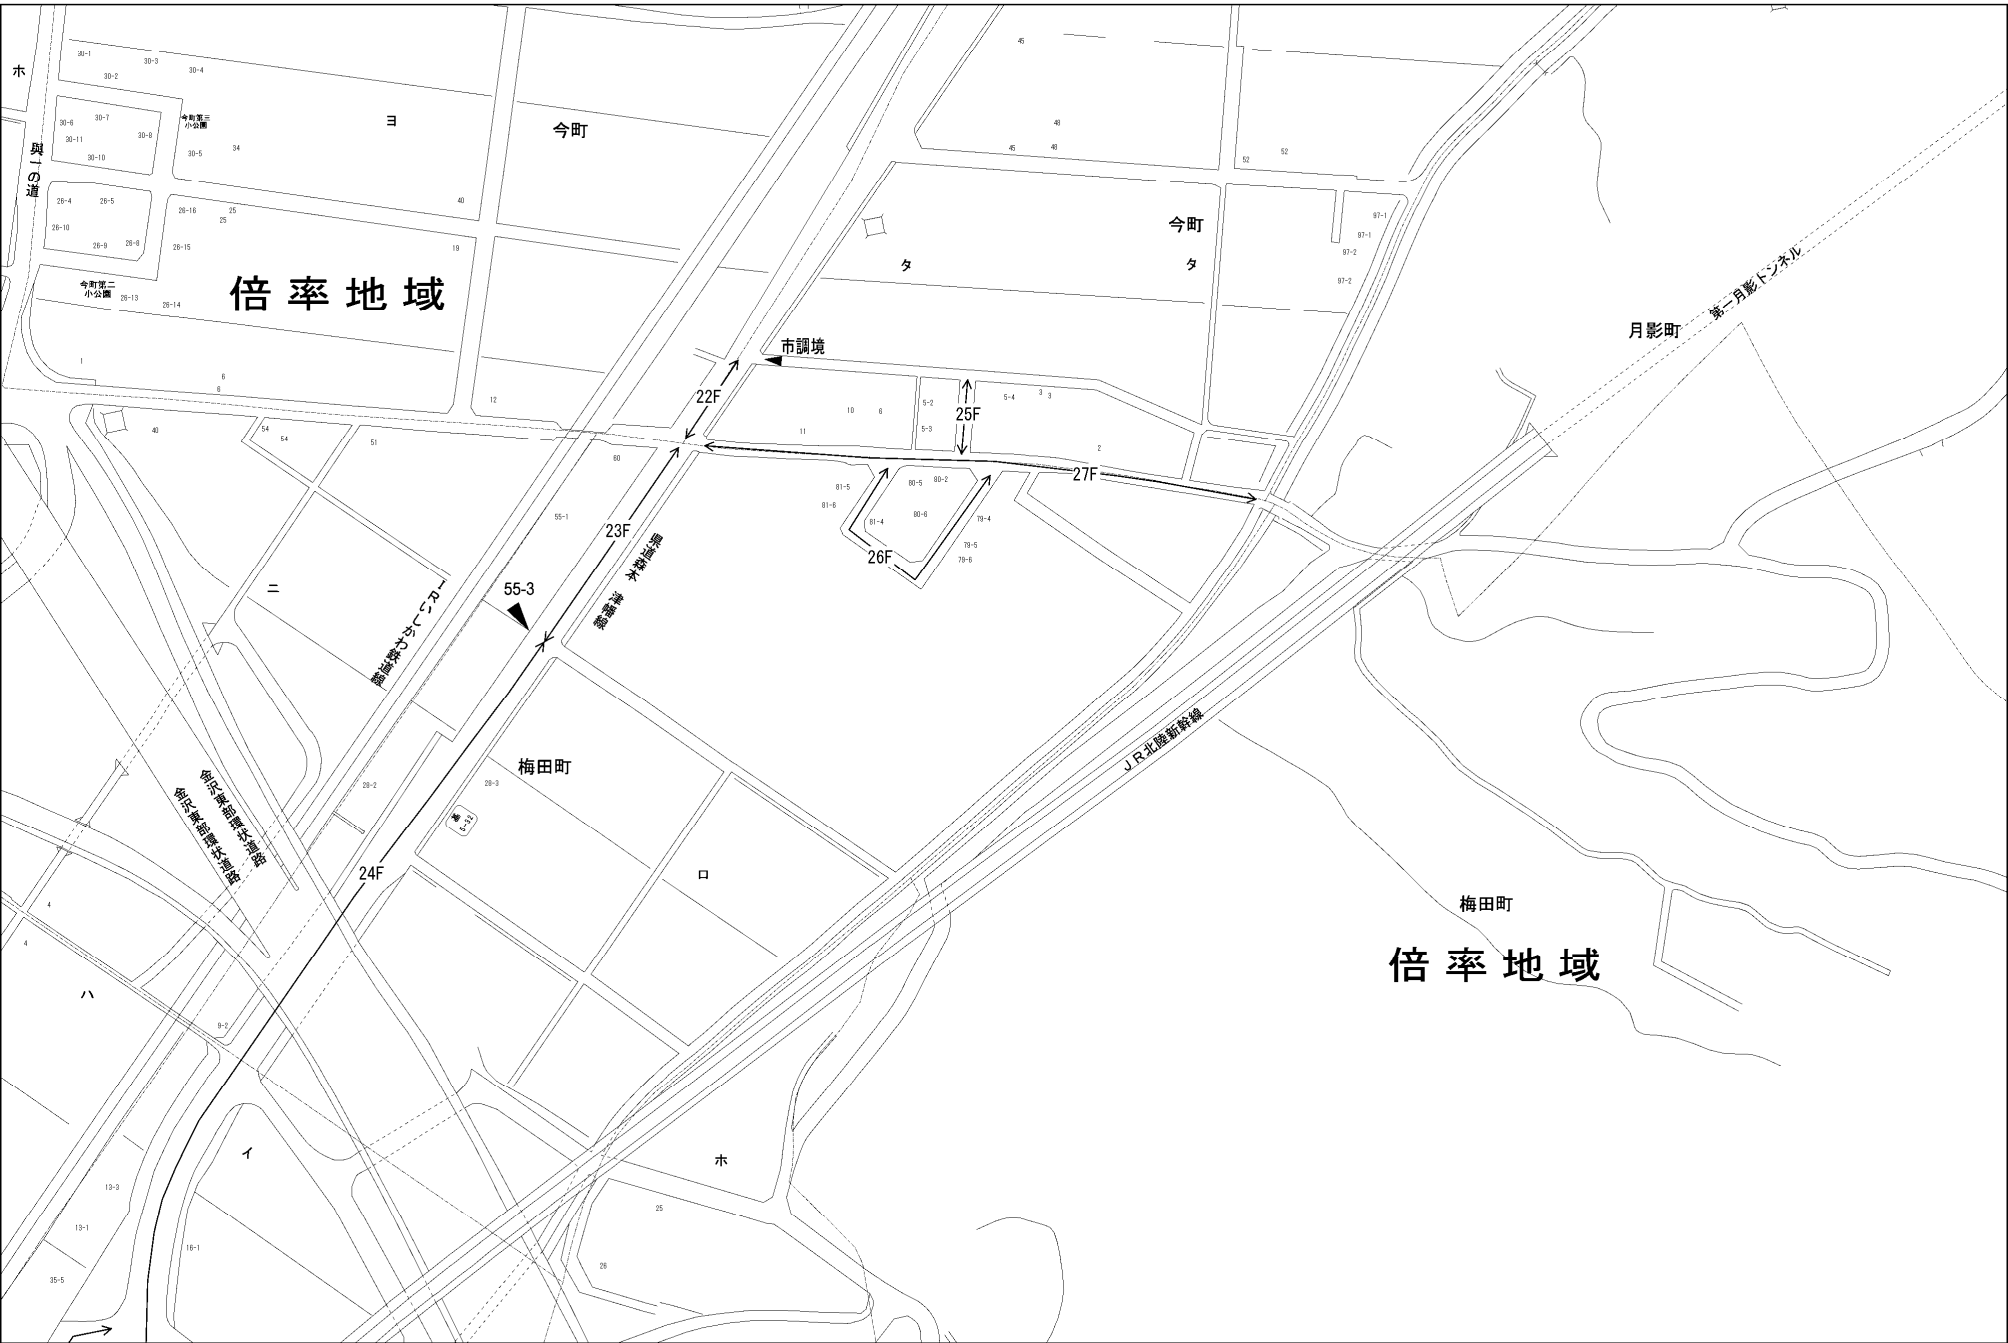 45
30-1
30-3
30-4
30-2
ホ
ヨ
今町
30-7
30-6
30-8
30-11
30-10
30-5
今町第三
小公園
34
與一の道
48
45
48
52
52
26-4
26-5
26-10
26-9
26-8
26-16
25
25
26-15
40
19
今町
タ
タ
97-1
97-1
97-2
97-2
倍率地域
今町第二
小公園
26-13
26-14
第一月影トンネル
月影町
市調境
1
6
6
12
22F
10
6
11
5-2
5-3
25F
5-4
3
3
2
40
54
54
51
60
27F
81-5
81-6
80-5
80-2
80-6
81-4
79-4
79-5
79-6
26F
55-1
23F
県道森本 津幡線
55-3
ニ
IRいしかわ鉄道線
JR北陸新幹線
梅田町
28-2
28-3
墓
5-32
金沢東部環状道路
金沢東部環状道路
24F
ロ
梅田町
倍率地域
4
4
ハ
9-2
イ
ホ
13-3
13-1
35-5
16-1
25
26